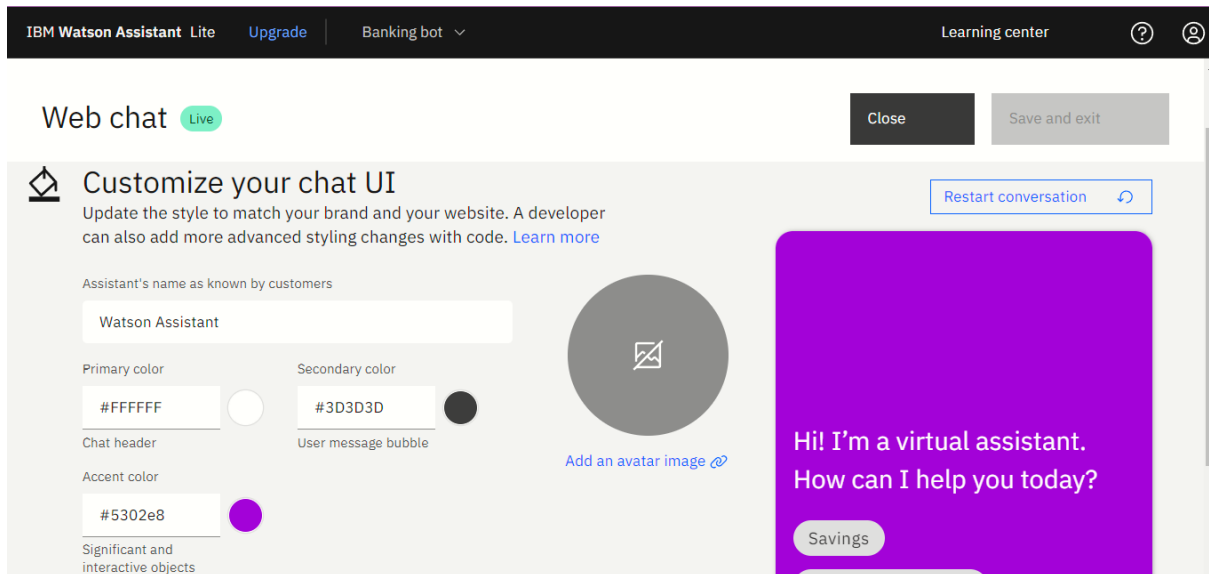 IBM Watson Assistant Lite Upgrade Banking bot Learning center
Web chat Live Close Save and exit
Customize your chat UI
Update the style to match your brand and your website. A developer
can also add more advanced styling changes with code. Learn more
Restart conversation
Assistant's name as known by customers
Watson Assistant
Primary color Secondary color
#FFFFFF #3D3D3D
Chat header User message bubble
Add an avatar image
Accent color
#5302e8
Significant and
interactive objects
Hi! I'm a virtual assistant.
How can I help you today?
Savings